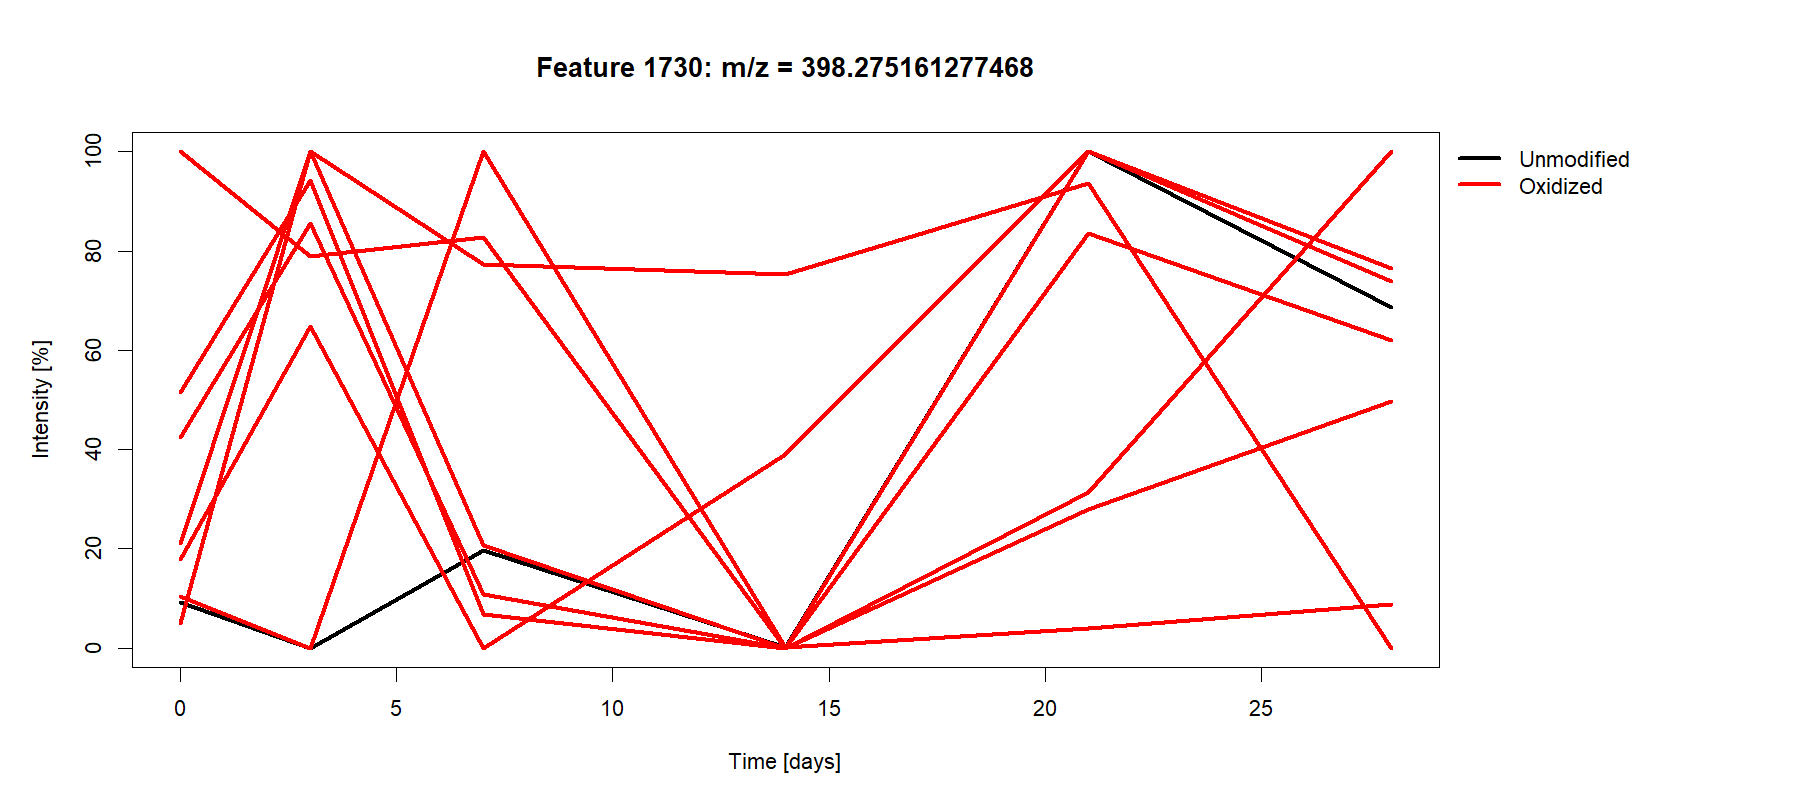 Feature 1730: m/z = 398.275161277468
Unmodified
Oxidized
100
80
60
40
20
0
Intensity [%]
0 5 10 15 20 25
Time [days]